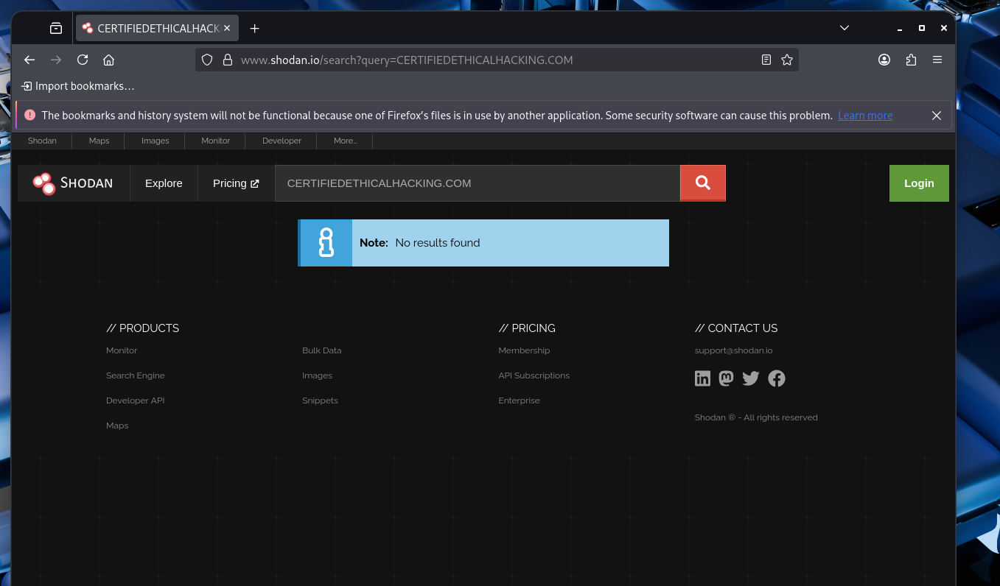 CERTIFIEDETHICALHACK
www.shodan.io/search?query=CERTIFIEDETHICALHACKING.COM
Import bookmarks...
The bookmarks and history system will not be functional because one of Firefox's files is in use by another application. Some security software can cause this problem. Learn more
Shodan Maps Images Monitor Developer More...
SHODAN Explore Pricing CERTIFIEDETHICALHACKING.COM Login
Note: No results found
// PRODUCTS // PRICING // CONTACT US
Monitor Bulk Data Membership support@shodan.io
Search Engine Images API Subscriptions
Developer API Snippets Enterprise
Shodan ® - All rights reserved
Maps